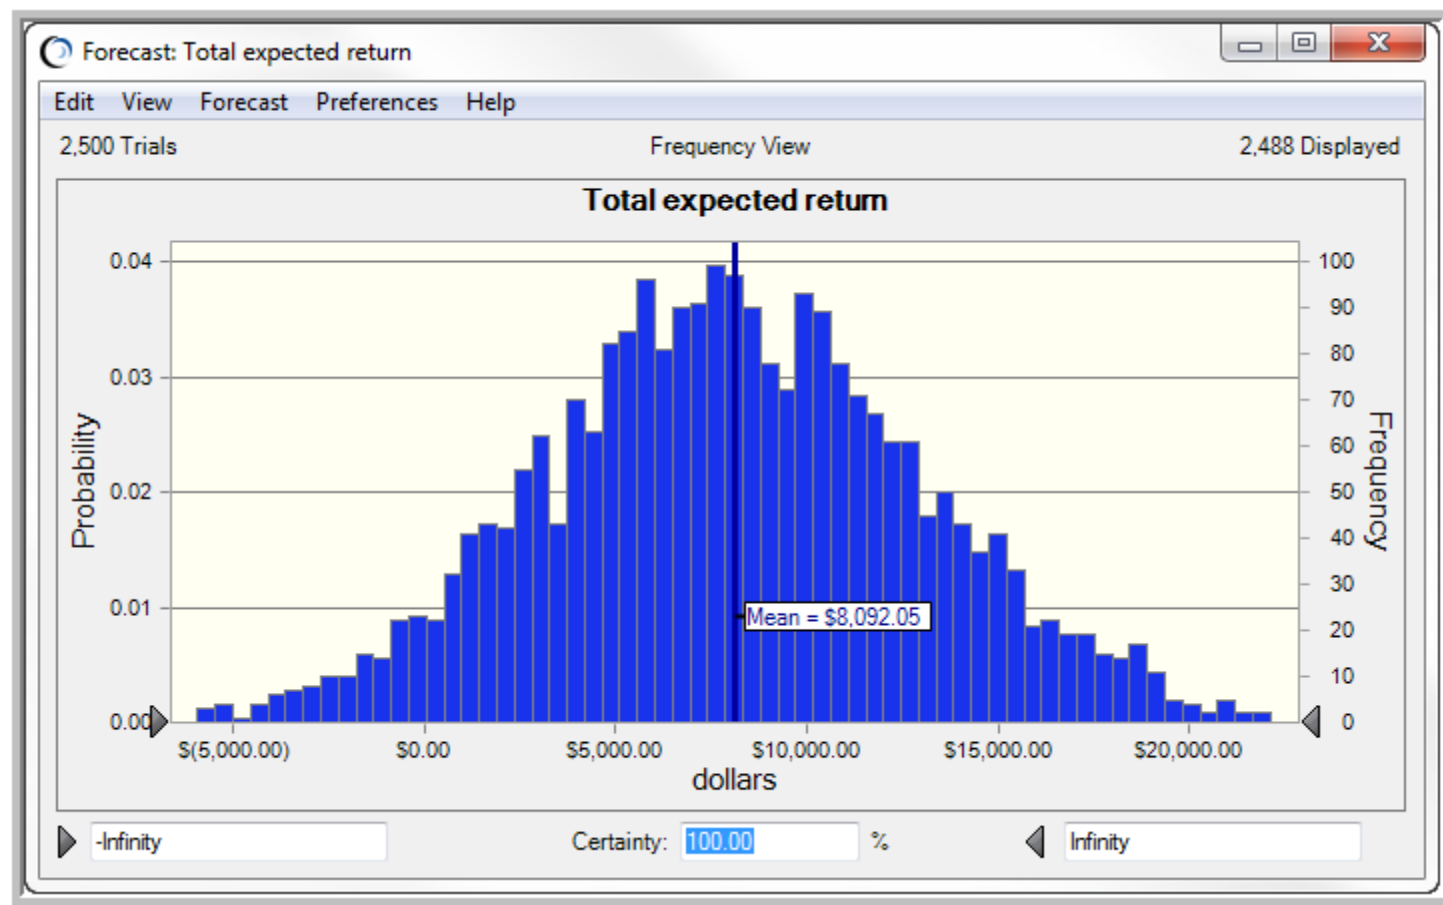 Forecast: Total expected return
Edit View Forecast Preferences Help
2,500 Trials Frequency View 2,488 Displayed
Total expected return
0.04
0.03
0.02
0.01
0.00
Probability
100
90
80
70
60
50
40
30
20
10
0
Frequency
Mean = $8,092.05
$(5,000.00) $0.00 $5,000.00 $10,000.00 $15,000.00 $20,000.00
dollars
-Infinity Certainty: 100.00 % Infinity